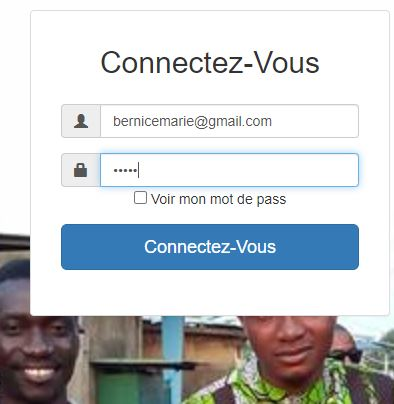 Connectez-Vous
bernicemarie@gmail.com
•••••
Voir mon mot de pass
Connectez-Vous